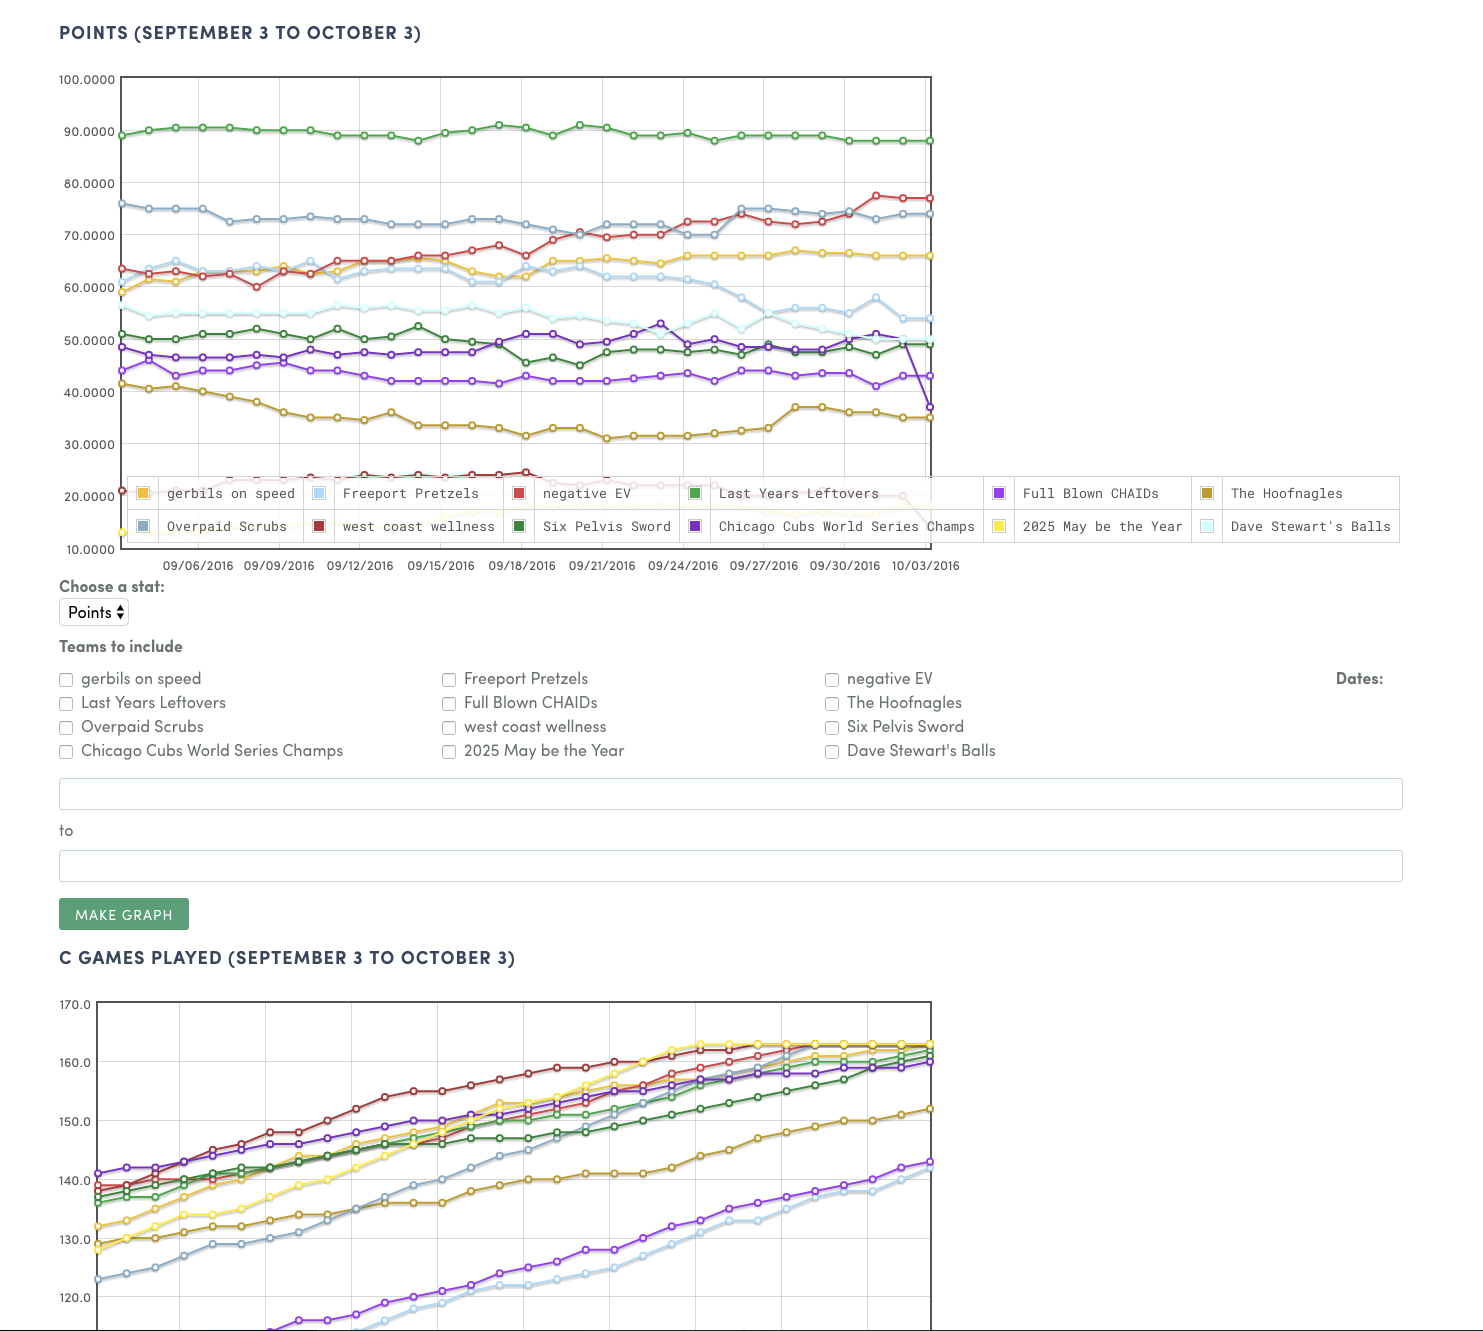 POINTS (SEPTEMBER 3 TO OCTOBER 3)
100.0000
90.0000
80.0000
70.0000
60.0000
50.0000
40.0000
30.0000
20.0000
10.0000
gerbils on speed Freeport Pretzels negative EV Last Years Leftovers Full Blown CHAIDs The Hoofnagles
Overpaid Scrubs west coast wellness Six Pelvis Sword Chicago Cubs World Series Champs 2025 May be the Year Dave Stewart's Balls
09/06/2016 09/09/2016 09/12/2016 09/15/2016 09/18/2016 09/21/2016 09/24/2016 09/27/2016 09/30/2016 10/03/2016
Choose a stat:
Points
Teams to include
gerbils on speed Freeport Pretzels negative EV Dates:
Last Years Leftovers Full Blown CHAIDs The Hoofnagles
Overpaid Scrubs west coast wellness Six Pelvis Sword
Chicago Cubs World Series Champs 2025 May be the Year Dave Stewart's Balls
to
MAKE GRAPH
C GAMES PLAYED (SEPTEMBER 3 TO OCTOBER 3)
170.0
160.0
150.0
140.0
130.0
120.0